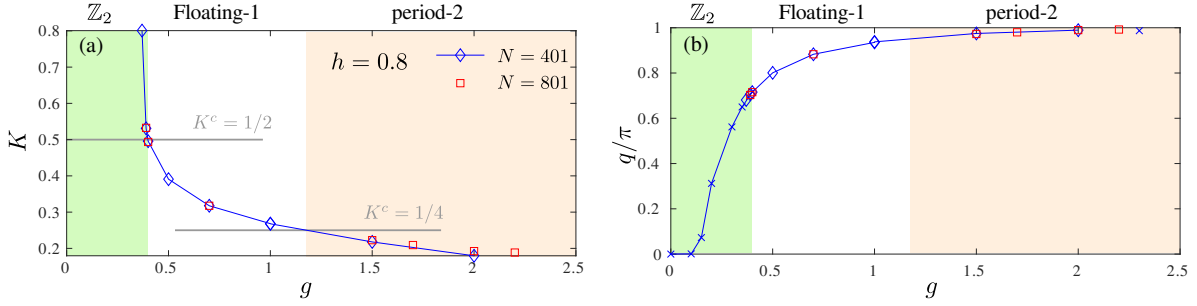 ℤ₂ Floating-1 period-2
(a)
h = 0.8
N = 401
N = 801
K^c = 1/2
K^c = 1/4
K
0.8
0.7
0.6
0.5
0.4
0.3
0.2
0 0.5 1 1.5 2 2.5
g
ℤ₂ Floating-1 period-2
(b)
q/π
1
0.8
0.6
0.4
0.2
0
0 0.5 1 1.5 2 2.5
g